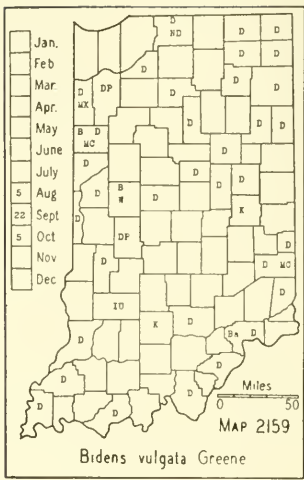 Jan.
Feb
Mar.
Apr.
May
June
July
5 Aug
22 Sept
5 Oct
Nov
Dec
D D D
ND
D D
D
D DP D D
MX
D D
B D
MC D
D
D D
D B D D D
W
K
D D
DP
D MC
IU D
K D
D Bn D
D
D
D D D
Miles
0 50
MAP 2159
Bidens vulgata Greene